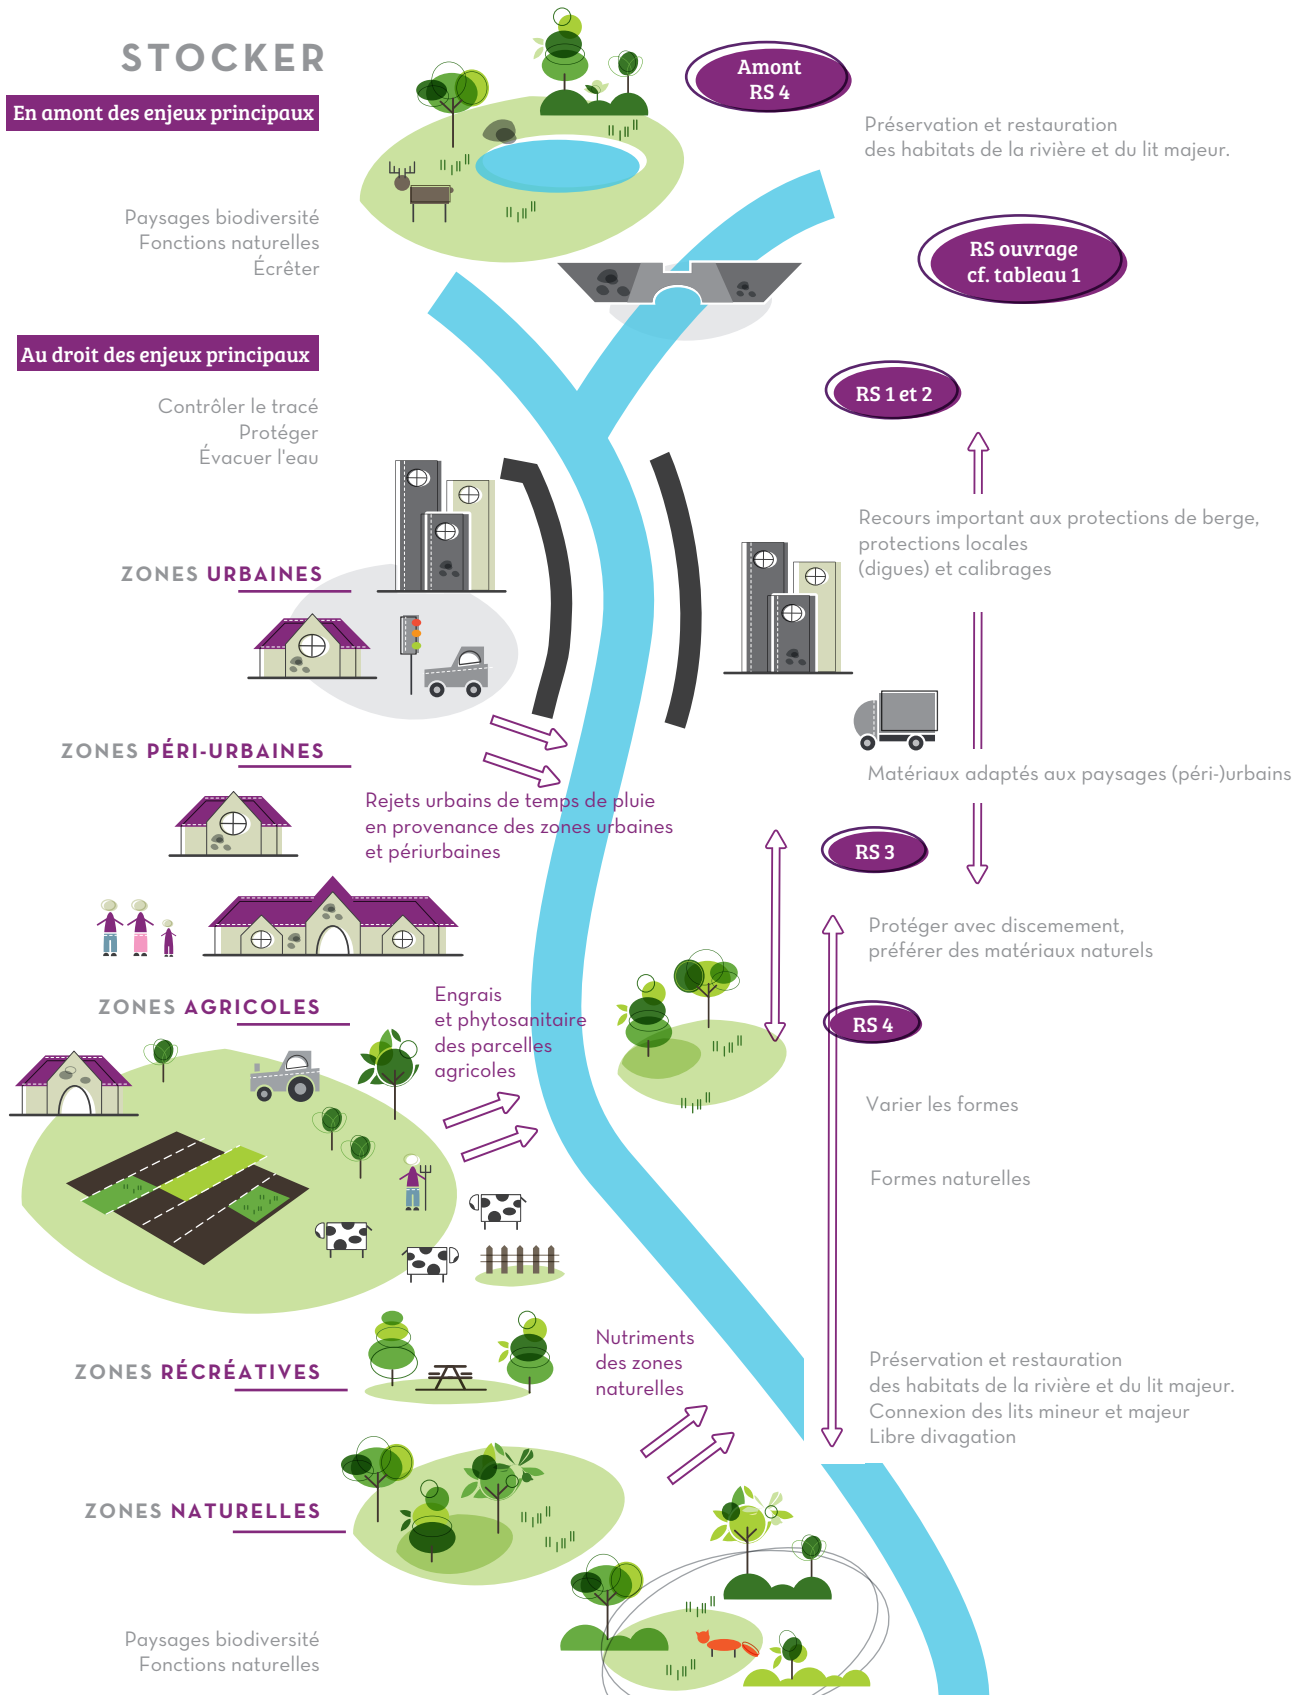 STOCKER
En amont des enjeux principaux
Amont
RS 4
Préservation et restauration
des habitats de la rivière et du lit majeur.
Paysages biodiversité
Fonctions naturelles
Écrêter
RS ouvrage
cf. tableau 1
Au droit des enjeux principaux
Contrôler le tracé
Protéger
Évacuer l'eau
RS 1 et 2
Recours important aux protections de berge,
protections locales
(digues) et calibrages
ZONES URBAINES
ZONES PÉRI-URBAINES
Matériaux adaptés aux paysages (péri-)urbains
Rejets urbains de temps de pluie
en provenance des zones urbaines
et périurbaines
RS 3
Protéger avec discemement,
préférer des matériaux naturels
ZONES AGRICOLES
Engrais
et phytosanitaire
des parcelles
agricoles
RS 4
Varier les formes
Formes naturelles
ZONES RÉCRÉATIVES
Nutriments
des zones
naturelles
Préservation et restauration
des habitats de la rivière et du lit majeur.
Connexion des lits mineur et majeur
Libre divagation
ZONES NATURELLES
Paysages biodiversité
Fonctions naturelles